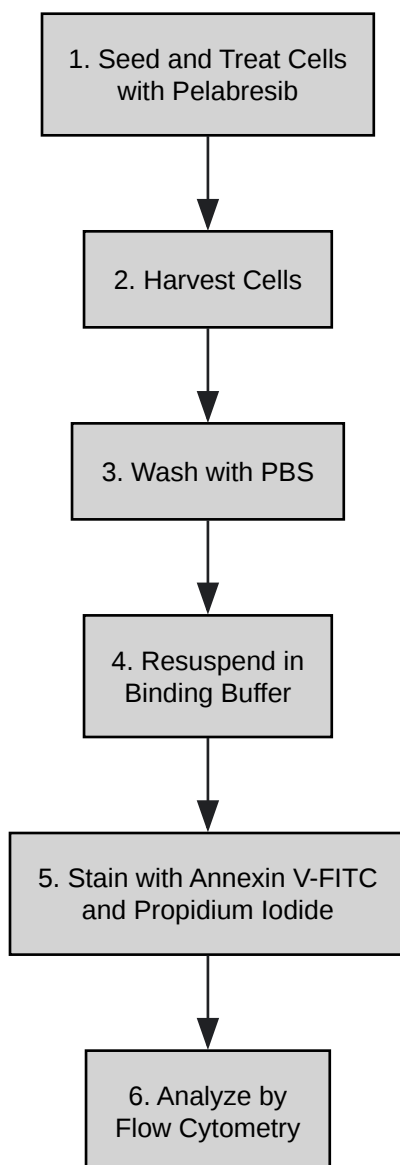 1. Seed and Treat Cells
with Pelabresib
2. Harvest Cells
3. Wash with PBS
4. Resuspend in
Binding Buffer
5. Stain with Annexin V-FITC
and Propidium Iodide
6. Analyze by
Flow Cytometry